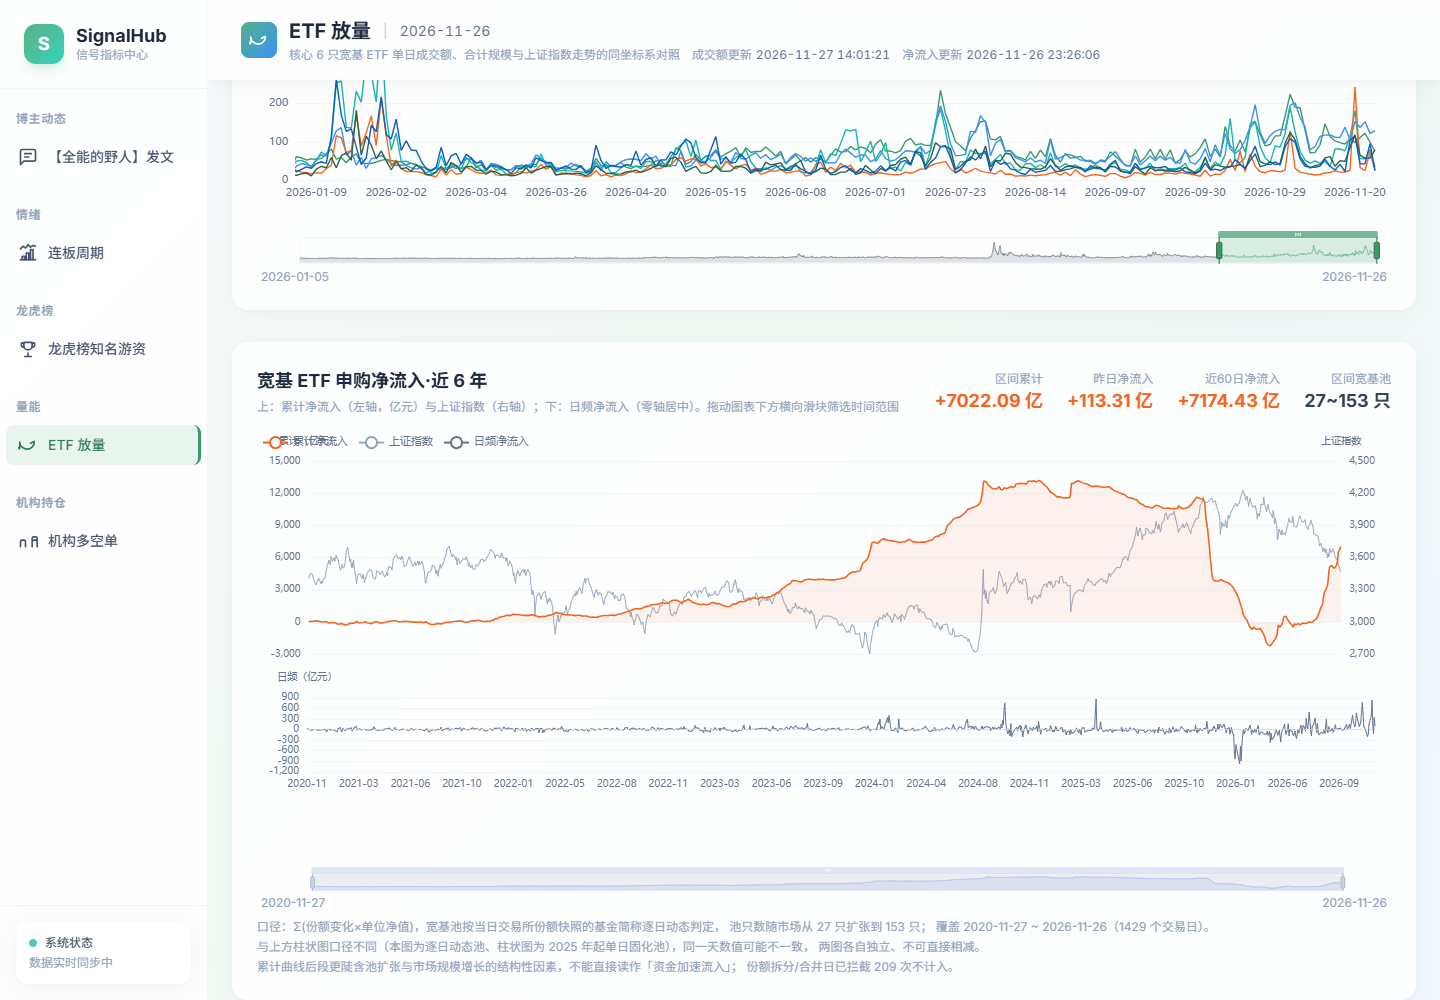 S
SignalHub
信号指标中心
博主动态
【全能的野人】发文
情绪
连板周期
龙虎榜
龙虎榜知名游资
量能
ETF 放量
机构持仓
机构多空单
系统状态
数据实时同步中
ETF 放量 | 2026-11-26
核心 6 只宽基 ETF 单日成交额、合计规模与上证指数走势的同坐标系对照 成交额更新 2026-11-27 14:01:21 净流入更新 2026-11-26 23:26:06
200
100
0
2026-01-09 2026-02-02 2026-03-04 2026-03-26 2026-04-20 2026-05-15 2026-06-08 2026-07-01 2026-07-23 2026-08-14 2026-09-07 2026-09-30 2026-10-29 2026-11-20
2026-01-05 2026-11-26
宽基 ETF 申购净流入·近 6 年
上：累计净流入（左轴，亿元）与上证指数（右轴）；下：日频净流入（零轴居中）。拖动图表下方横向滑块筛选时间范围
区间累计 昨日净流入 近60日净流入 区间宽基池
+7022.09 亿 +113.31 亿 +7174.43 亿 27~153 只
累计净流入 上证指数 日频净流入
上证指数
15,000 4,500
12,000 4,200
9,000 3,900
6,000 3,600
3,000 3,300
0 3,000
-3,000 2,700
日频（亿元）
900
600
300
0
-300
-600
-900
-1,200
2020-11 2021-03 2021-06 2021-10 2022-01 2022-05 2022-08 2022-11 2023-03 2023-06 2023-09 2024-01 2024-04 2024-08 2024-11 2025-03 2025-06 2025-10 2026-01 2026-06 2026-09
2020-11-27 2026-11-26
口径：Σ(份额变化×单位净值)，宽基池按当日交易所份额快照的基金简称逐日动态判定， 池只数随市场从 27 只扩张到 153 只； 覆盖 2020-11-27 ~ 2026-11-26（1429 个交易日）。
与上方柱状图口径不同（本图为逐日动态池、柱状图为 2025 年起单日固化池），同一天数值可能不一致， 两图各自独立、不可直接相减。
累计曲线后段更陡含池扩张与市场规模增长的结构性因素，不能直接读作「资金加速流入」； 份额拆分/合并日已拦截 209 次不计入。